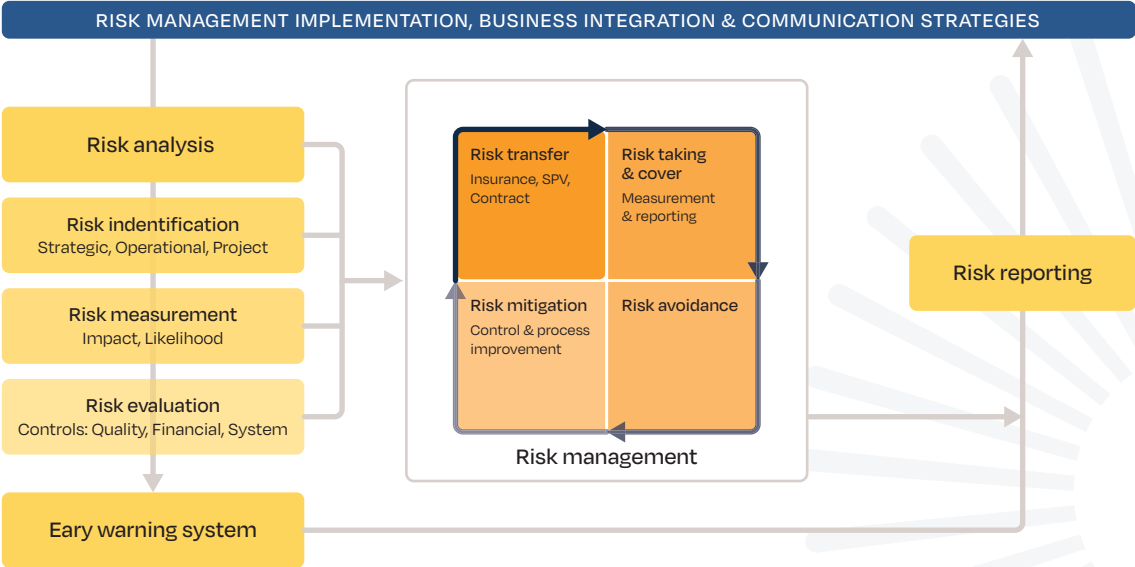 RISK MANAGEMENT IMPLEMENTATION, BUSINESS INTEGRATION & COMMUNICATION STRATEGIES
Risk analysis
Risk indentification
Strategic, Operational, Project
Risk measurement
Impact, Likelihood
Risk evaluation
Controls: Quality, Financial, System
Eary warning system
Risk transfer
Insurance, SPV,
Contract
Risk taking
& cover
Measurement
& reporting
Risk mitigation
Control & process
improvement
Risk avoidance
Risk management
Risk reporting